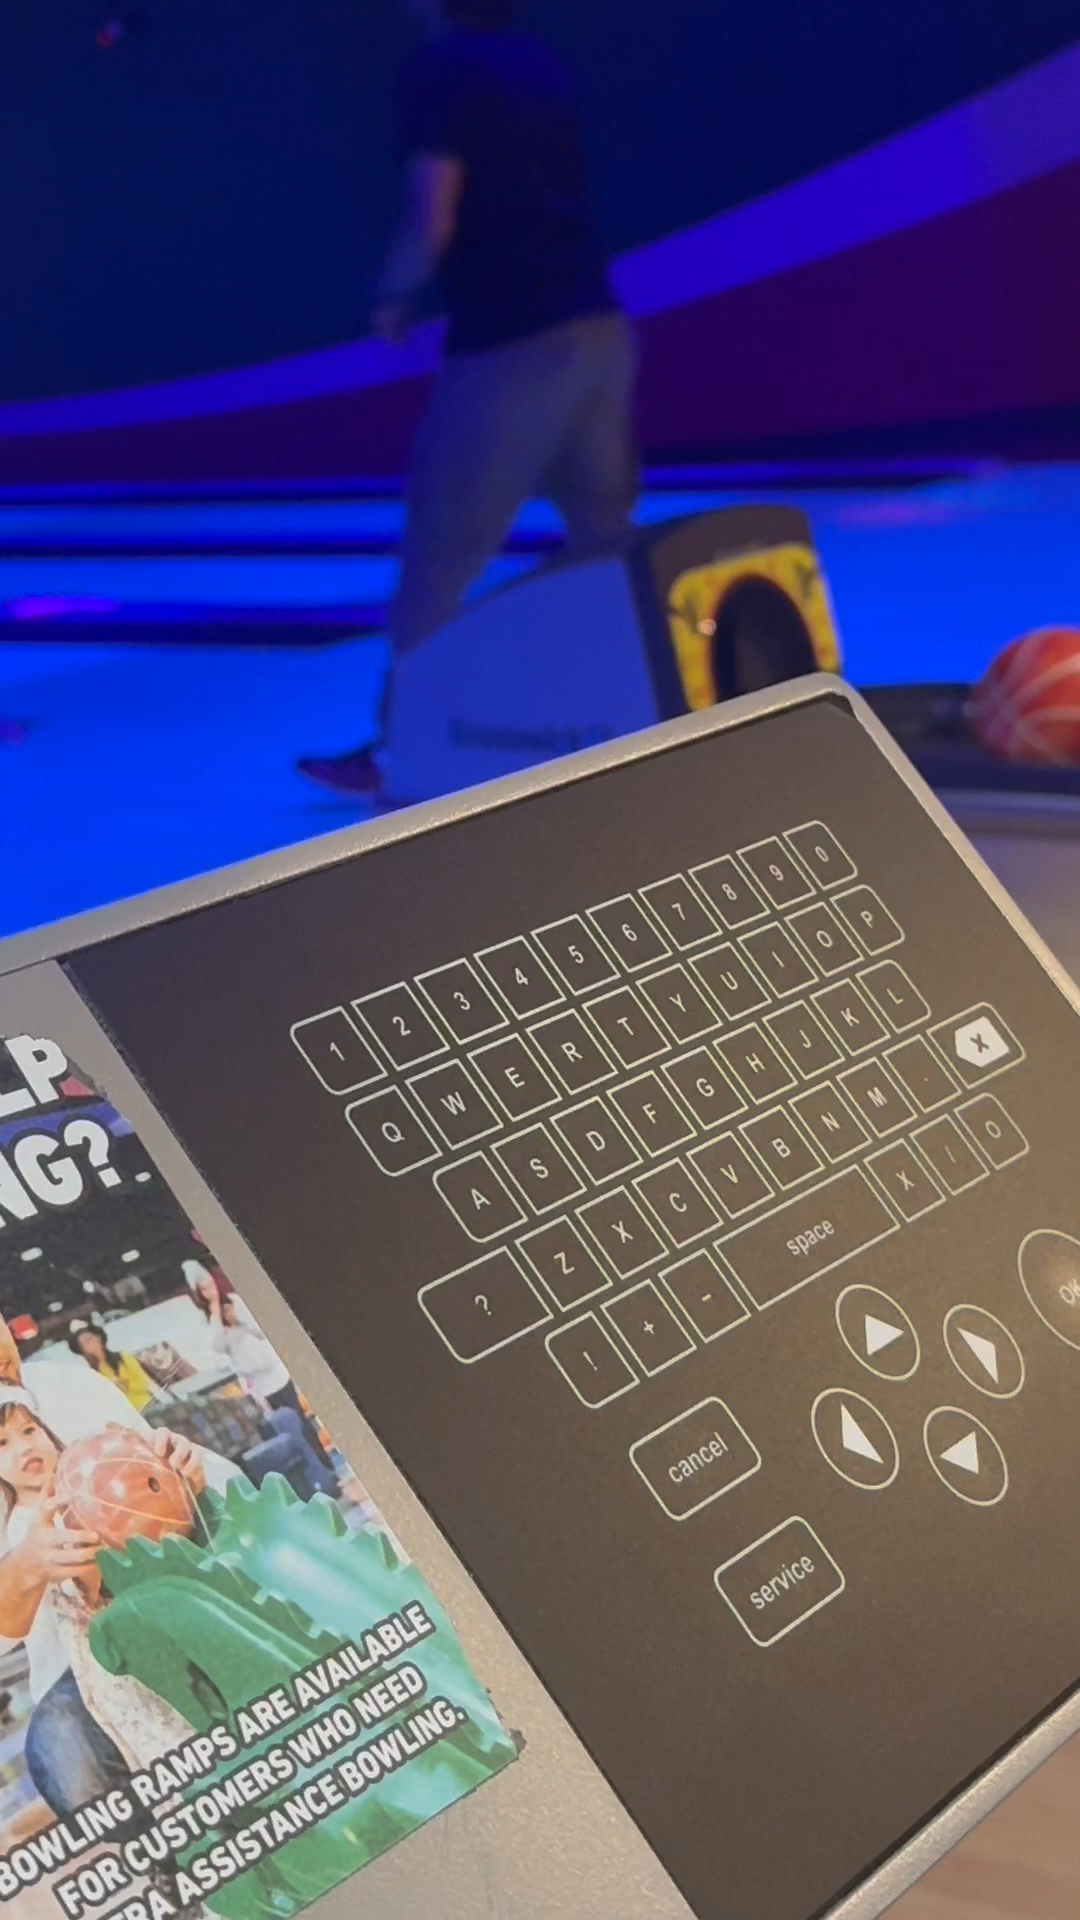 1 2 3 4 5 6 7 8 9 0
Q W E R T Y U I O P
A S D F G H J K L
? Z X C V B N M . X
! + - space X / O
OK
cancel
service
LP
NG?
BOWLING RAMPS ARE AVAILABLE
FOR CUSTOMERS WHO NEED
TRA ASSISTANCE BOWLING.